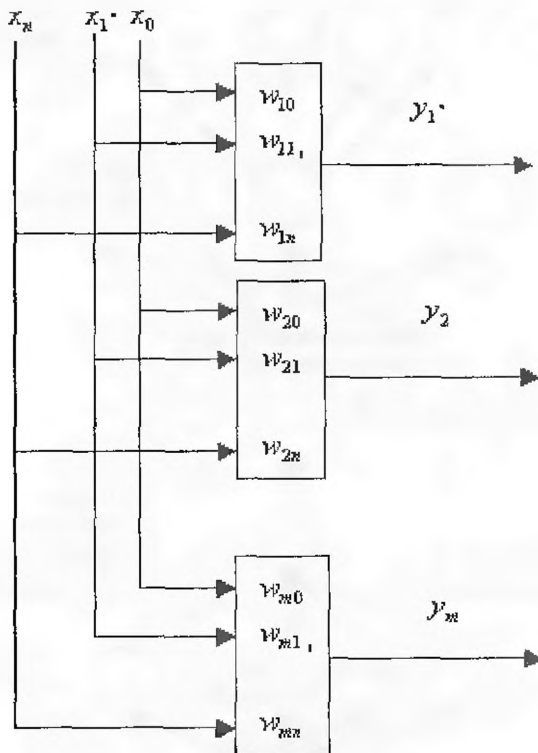 xₙ x₁ x₀
w₁₀
y₁
w₁₁,
w₁ₙ
w₂₀
y₂
w₂₁
w₂ₙ
wₘ₀
yₘ
wₘ₁,
wₘₙ